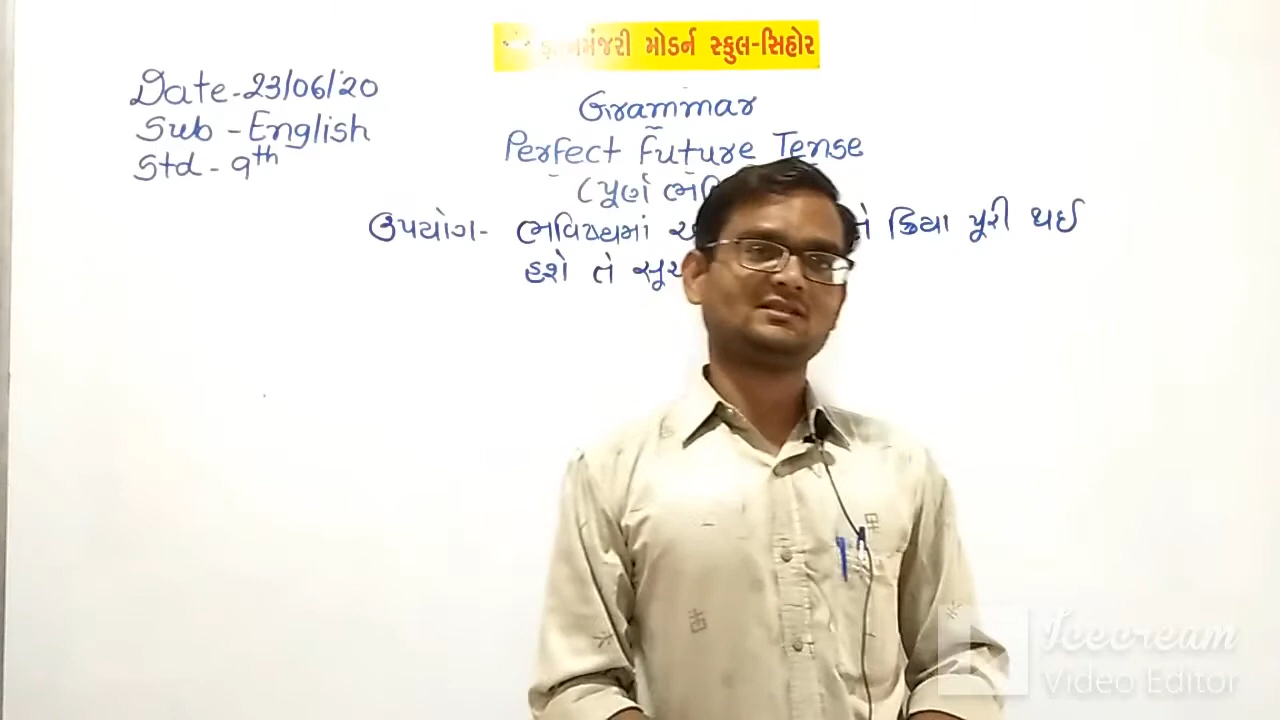 મોડર્ન સ્કુલ-સિહોર
Date-23/06/20
Sub - English
Std - 9th
Grammar
Perfect Future Tense
(પૂર્ણ
ઉપયોગ- ભવિષ્યમાં ક્રિયા પૂરી થઈ
હશે તે
Icecream
Video Editor